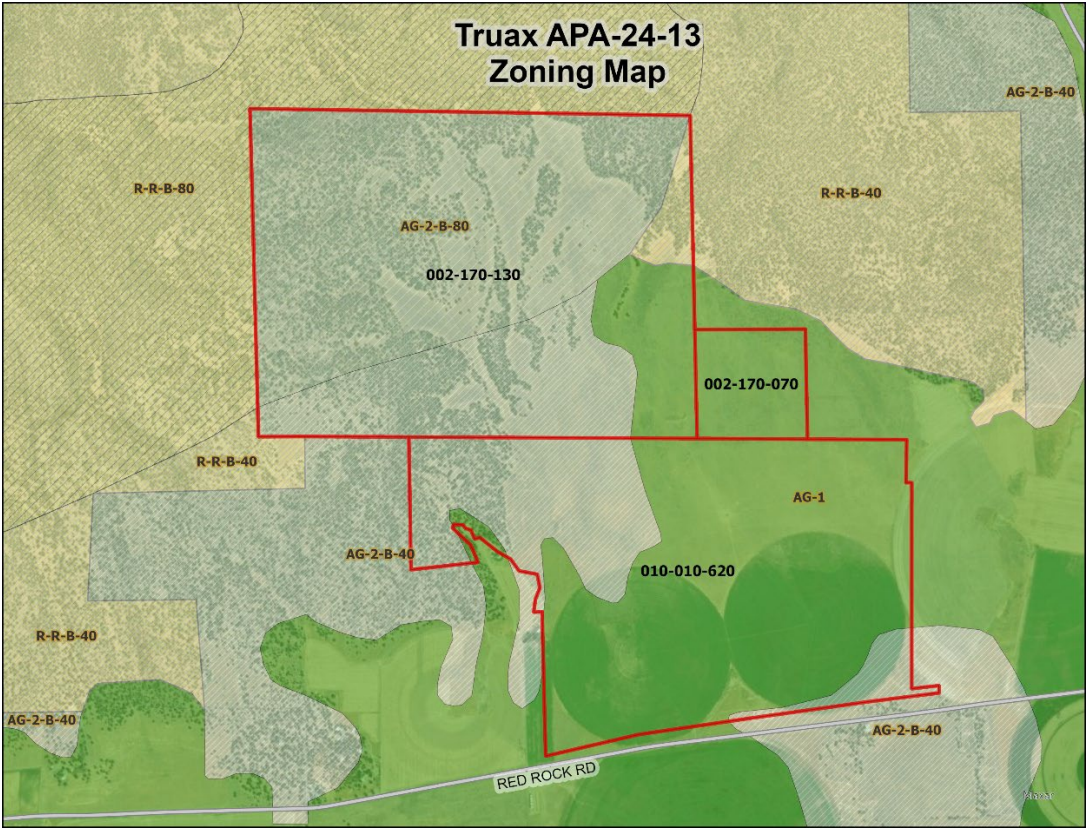 Truax APA-24-13
Zoning Map
AG-2-B-40
R-R-B-80
R-R-B-40
AG-2-B-80
002-170-130
002-170-070
R-R-B-40
AG-1
AG-2-B-40
010-010-620
R-R-B-40
AG-2-B-40
AG-2-B-40
RED ROCK RD
Maxar